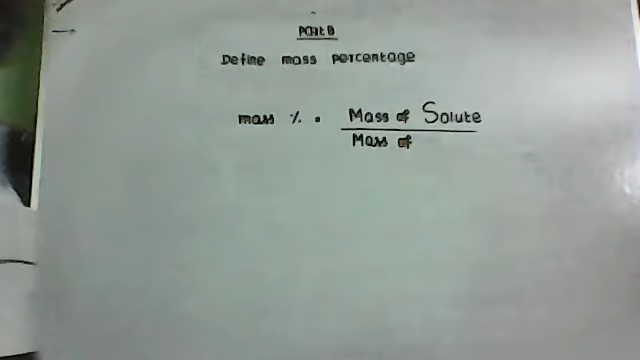 Part B
Define mass percentage
mass % = Mass of Solute
Mass of